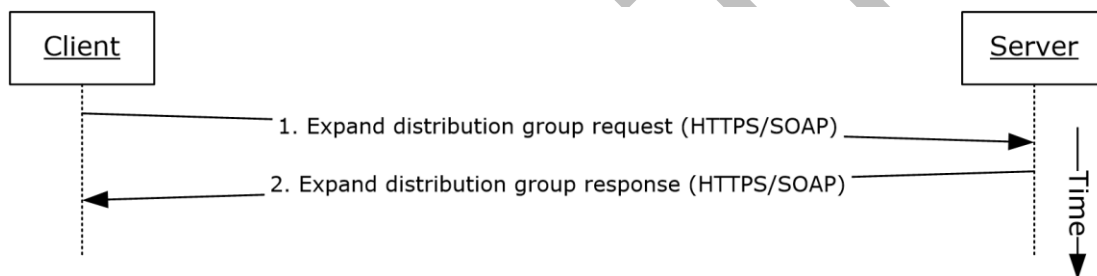 Client
Server
1. Expand distribution group request (HTTPS/SOAP)
2. Expand distribution group response (HTTPS/SOAP)
Time